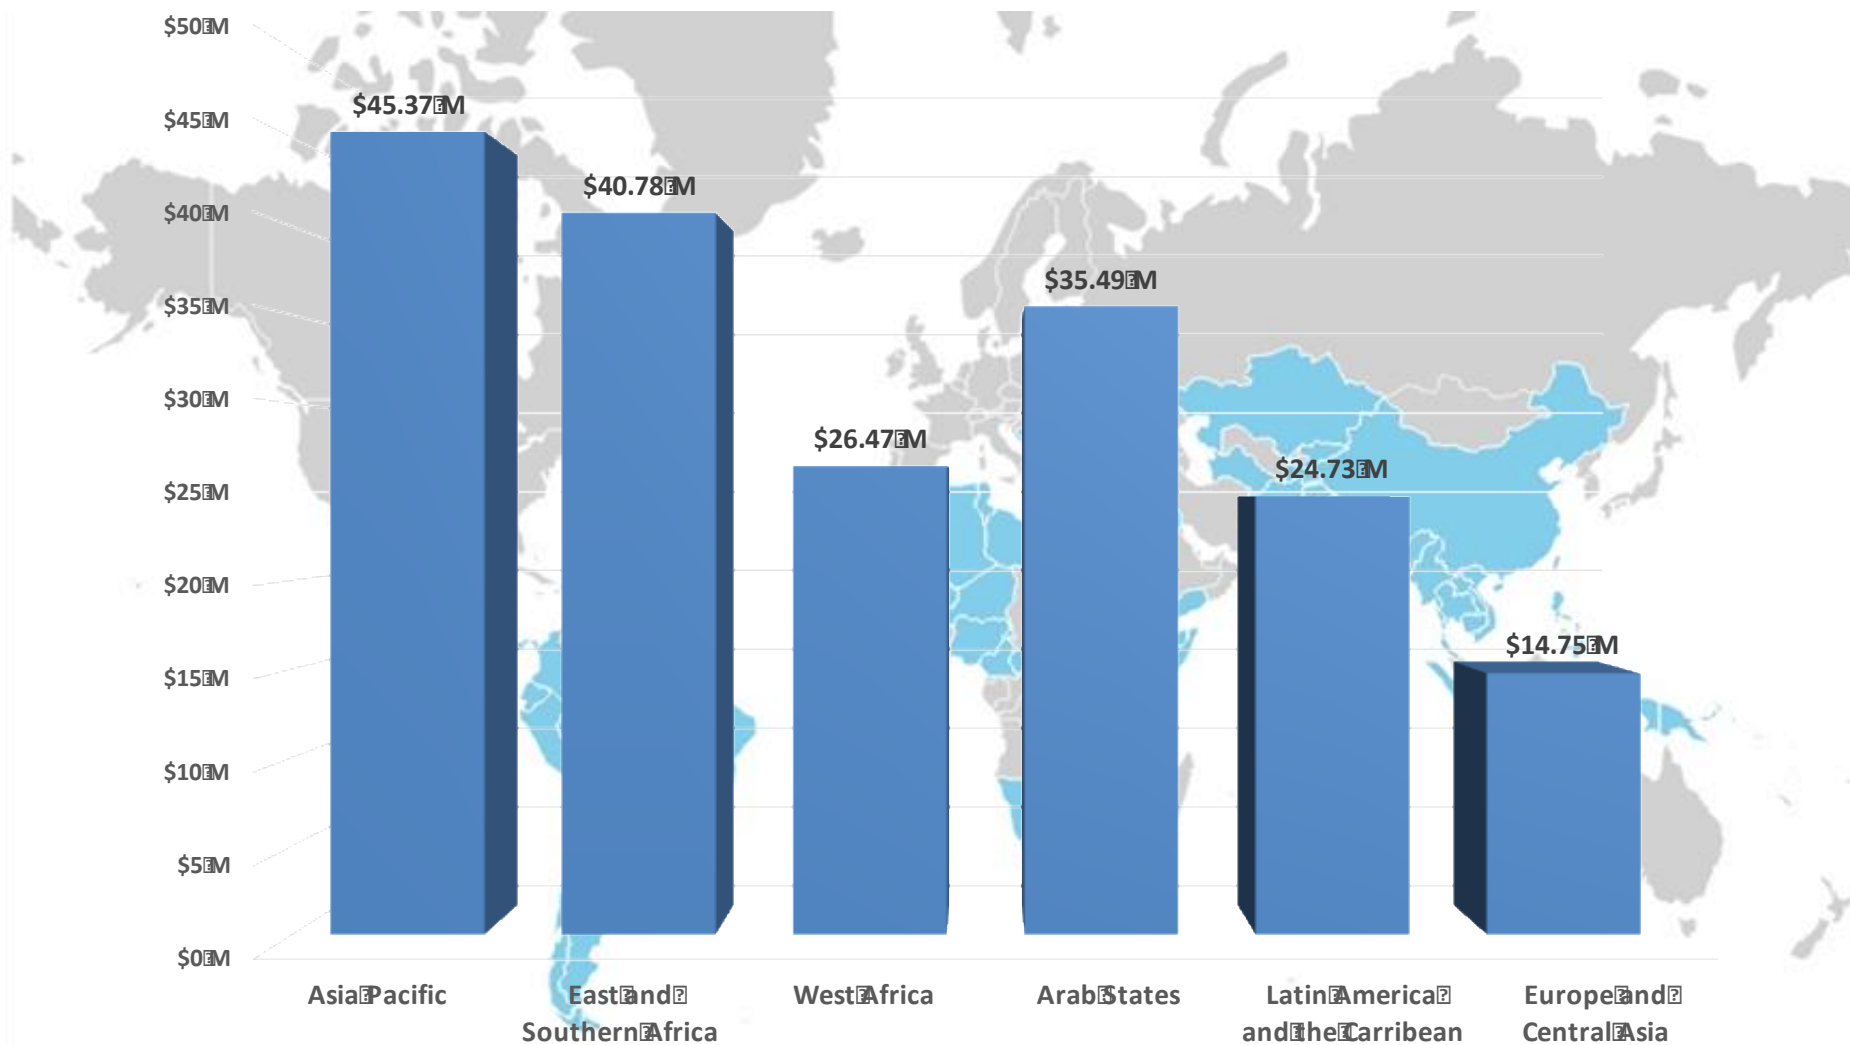 $50 M
$45 M
$40 M
$35 M
$30 M
$25 M
$20 M
$15 M
$10 M
$5 M
$0 M
$45.37 M
$40.78 M
$26.47 M
$35.49 M
$24.73 M
$14.75 M
Asia Pacific
East and
Southern Africa
West Africa
Arab States
Latin America
and the Carribean
Europe and
Central Asia